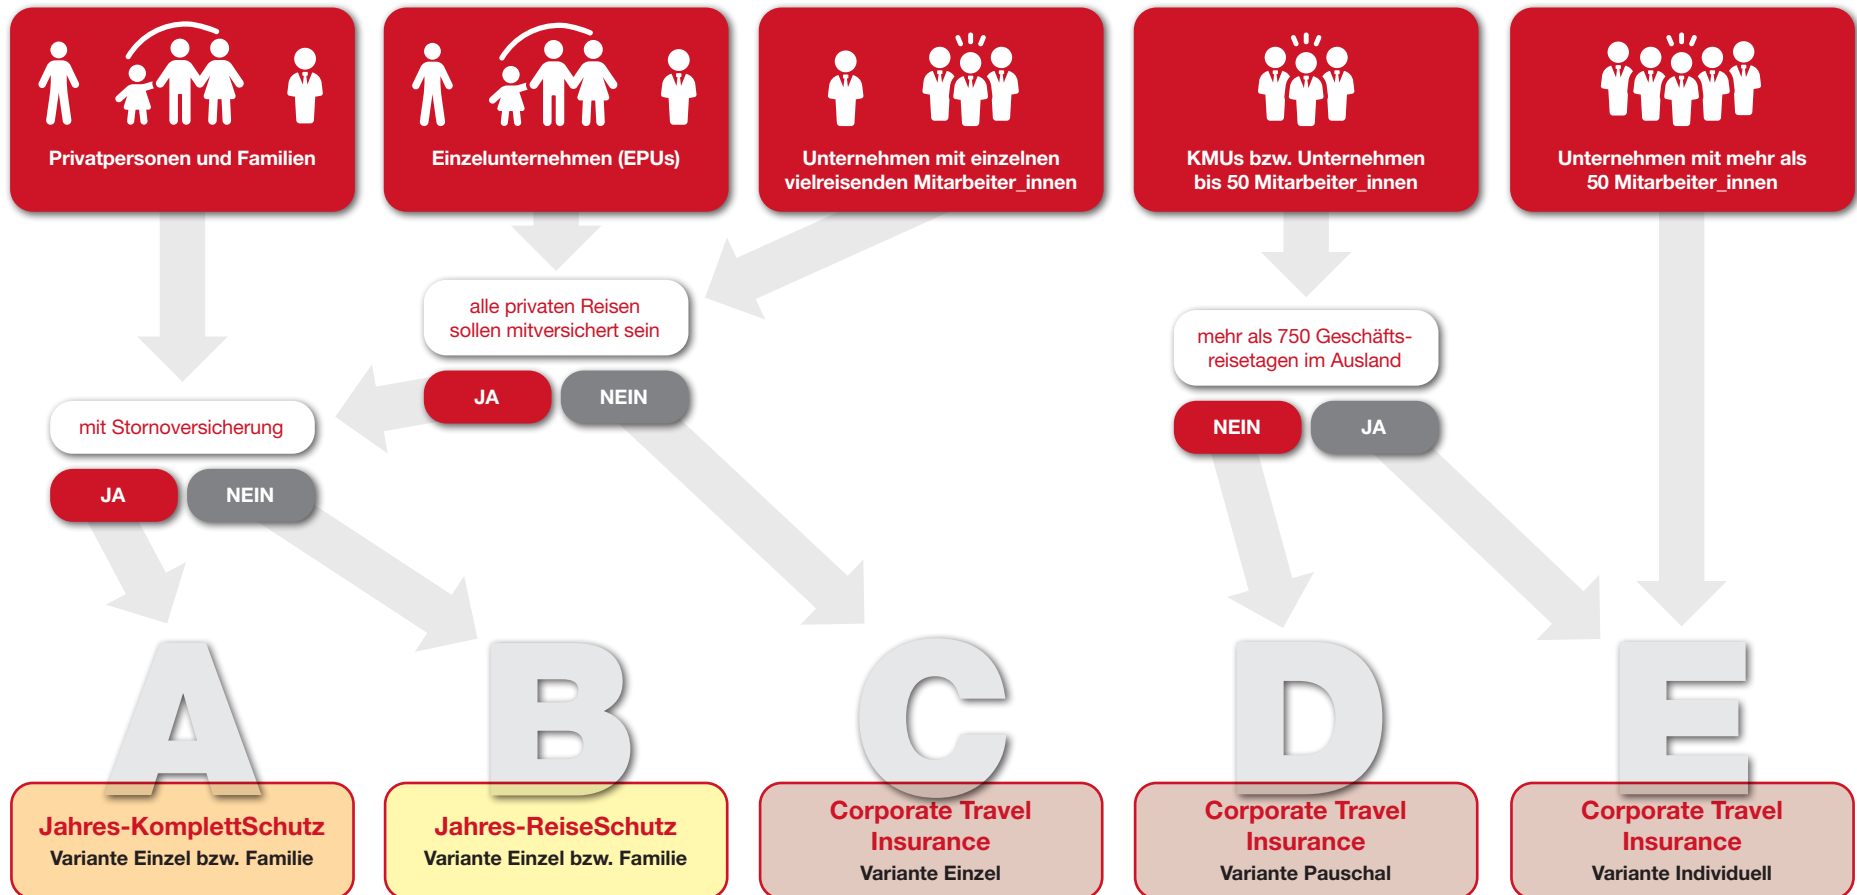 Privatpersonen und Familien
Einzelunternehmen (EPUs)
Unternehmen mit einzelnen
vielreisenden Mitarbeiter_innen
KMUs bzw. Unternehmen
bis 50 Mitarbeiter_innen
Unternehmen mit mehr als
50 Mitarbeiter_innen
alle privaten Reisen
sollen mitversichert sein
JA
NEIN
mehr als 750 Geschäfts-
reisetagen im Ausland
NEIN
JA
mit Stornoversicherung
JA
NEIN
A
B
C
D
E
Jahres-KomplettSchutz
Variante Einzel bzw. Familie
Jahres-ReiseSchutz
Variante Einzel bzw. Familie
Corporate Travel
Insurance
Variante Einzel
Corporate Travel
Insurance
Variante Pauschal
Corporate Travel
Insurance
Variante Individuell